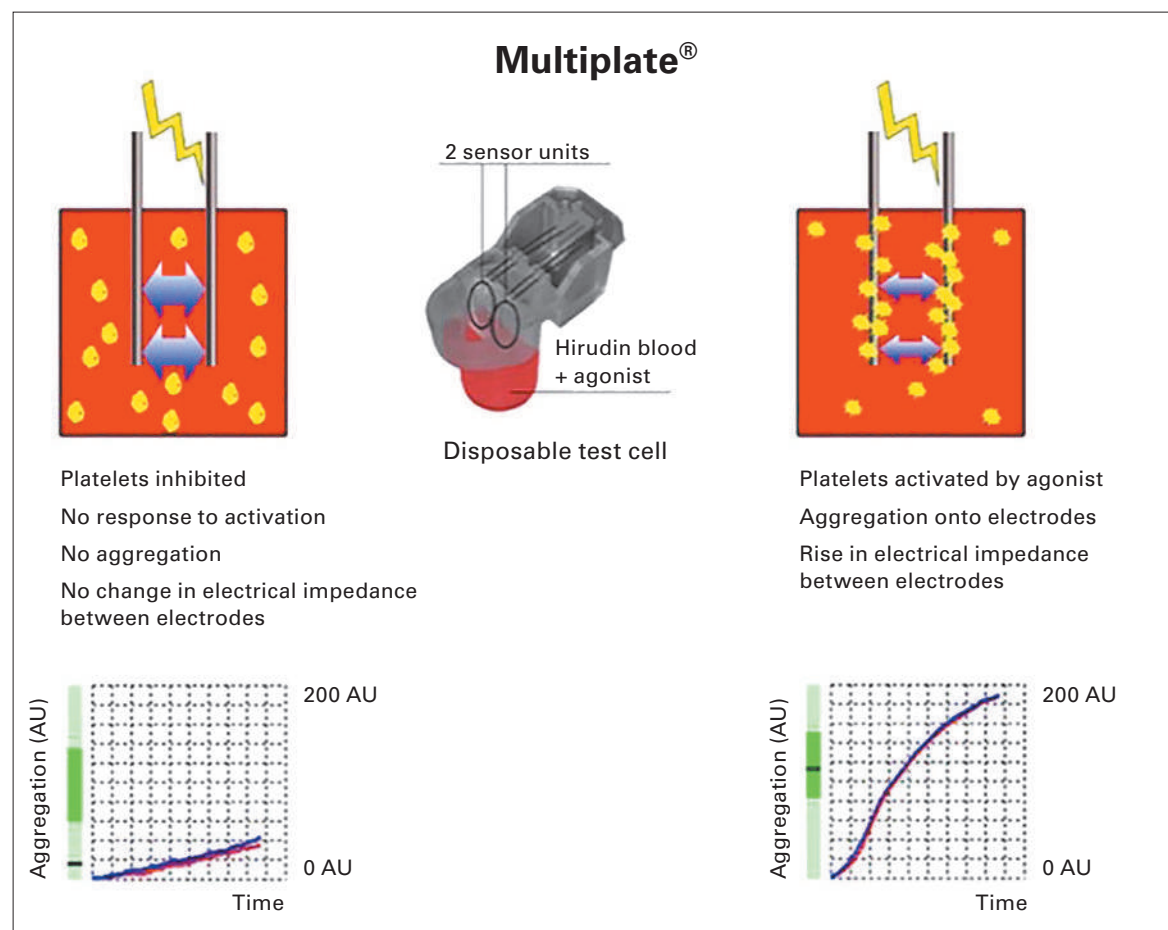 Multiplate®
2 sensor units
Hirudin blood
+ agonist
Disposable test cell
Platelets inhibited
No response to activation
No aggregation
No change in electrical impedance
between electrodes
Platelets activated by agonist
Aggregation onto electrodes
Rise in electrical impedance
between electrodes
Aggregation (AU)
200 AU
0 AU
Time
Aggregation (AU)
200 AU
0 AU
Time